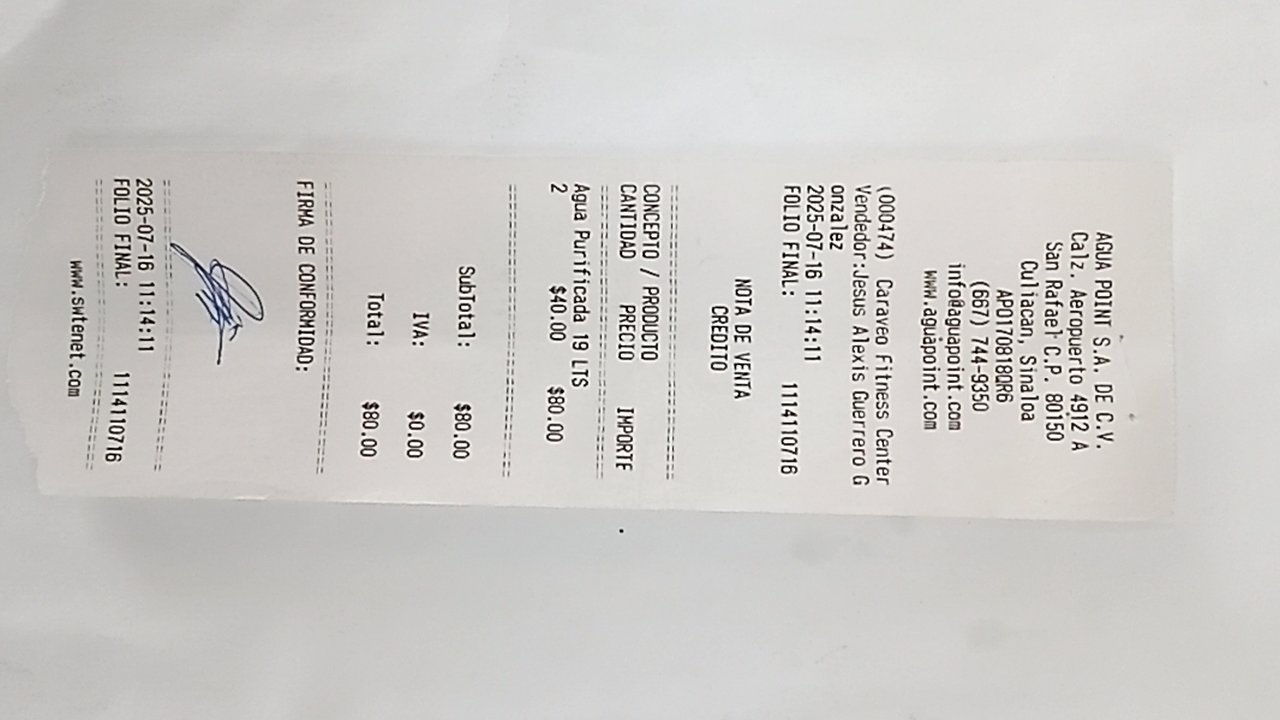 AGUA POINT S.A. DE C.V.
Calz. Aeropuerto 4912 A
San Rafael C.P. 80150
Culiacan, Sinaloa
APO170818QR6
(667) 744-9350
info@aguapoint.com
www.aguapoint.com
(000474) Caraveo Fitness Center
Vendedor:Jesus Alexis Guerrero G
onzalez
2025-07-16 11:14:11
FOLIO FINAL: 1114110716
NOTA DE VENTA
CREDITO
================================
CONCEPTO / PRODUCTO
CANTIDAD PRECIO IMPORTE
================================
Agua Purificada 19 LTS
2 $40.00 $80.00
================================
SubTotal: $80.00
IVA: $0.00
Total: $80.00
================================
FIRMA DE CONFORMIDAD:
================================
2025-07-16 11:14:11
FOLIO FINAL: 1114110716
================================
www.swtenet.com